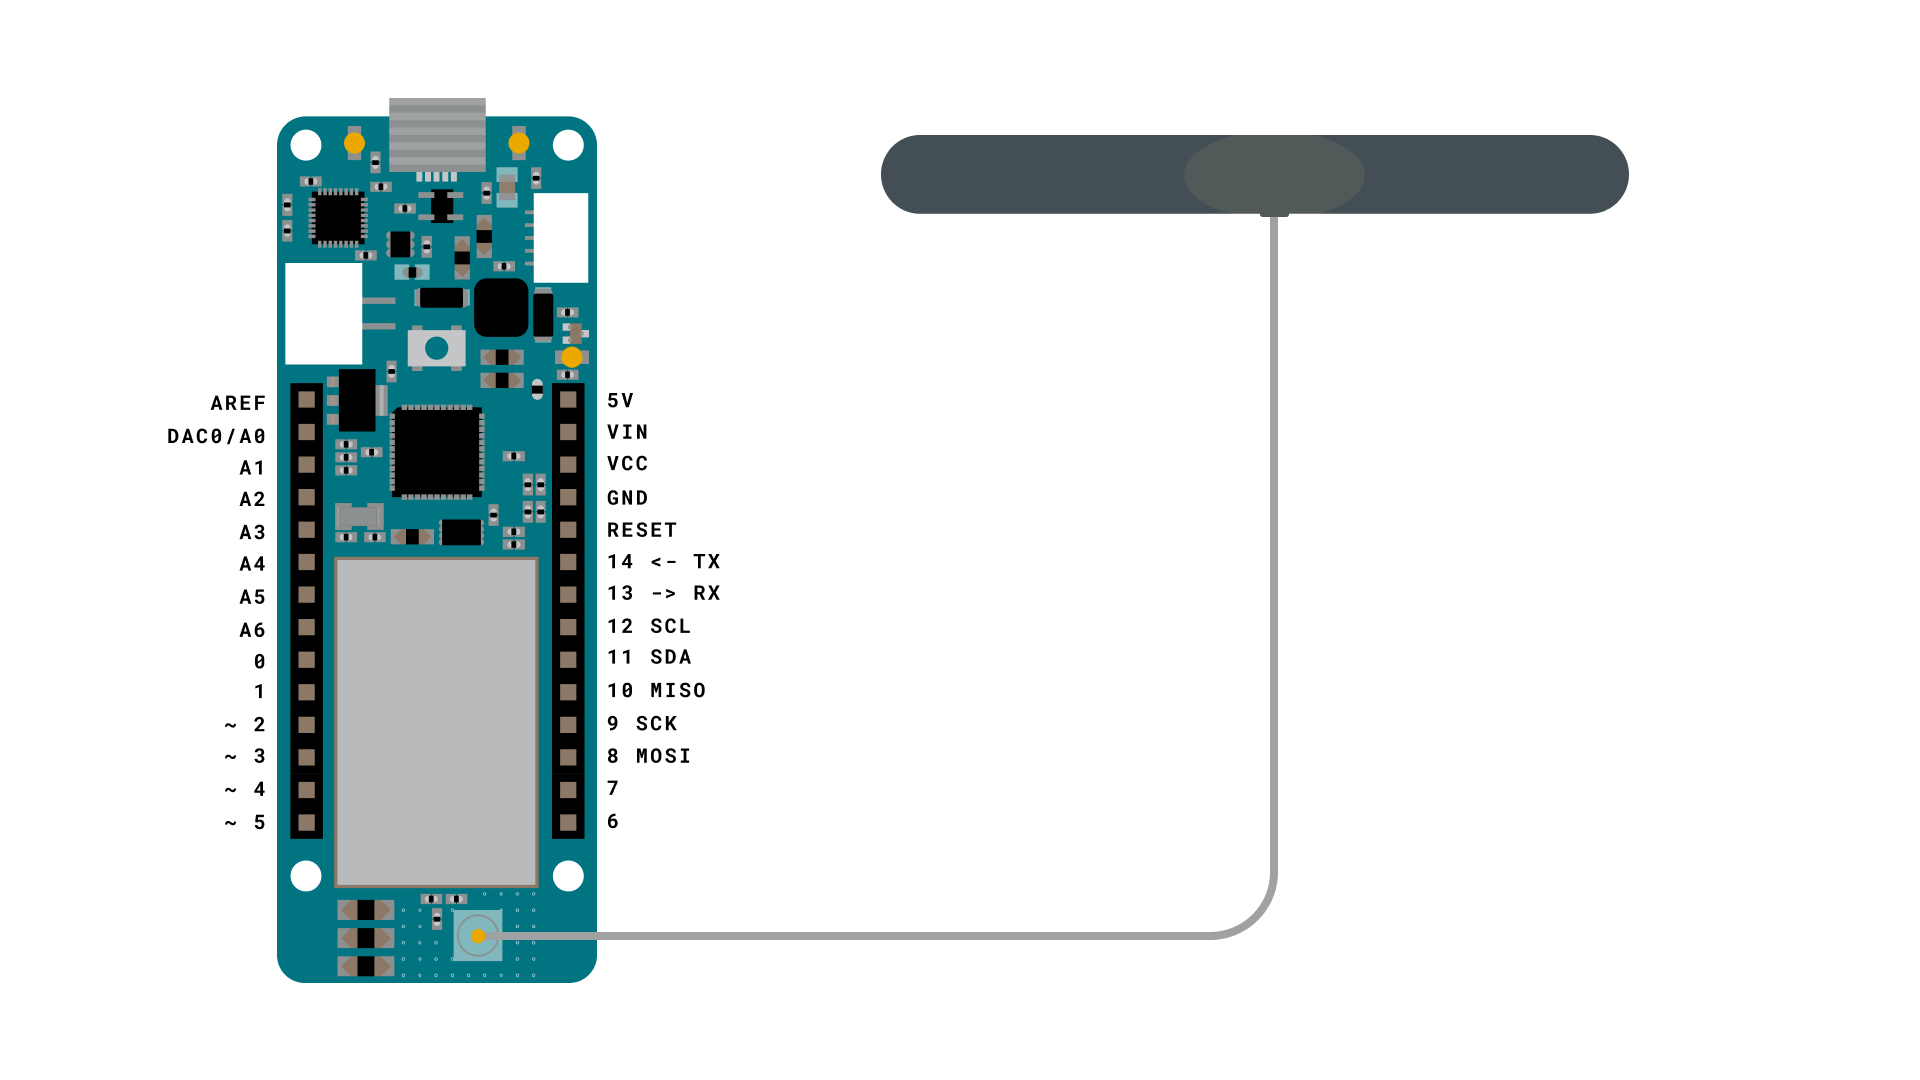 AREF
DAC0/A0
A1
A2
A3
A4
A5
A6
0
1
~ 2
~ 3
~ 4
~ 5
5V
VIN
VCC
GND
RESET
14 <- TX
13 -> RX
12 SCL
11 SDA
10 MISO
9 SCK
8 MOSI
7
6